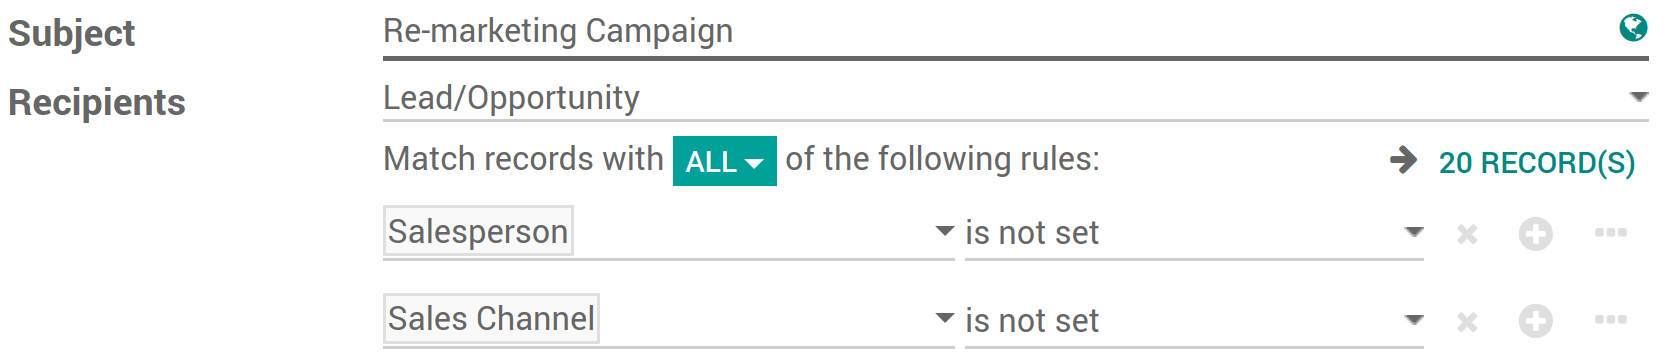 Subject Re-marketing Campaign
Recipients Lead/Opportunity
Match records with ALL of the following rules: 20 RECORD(S)
Salesperson is not set
Sales Channel is not set